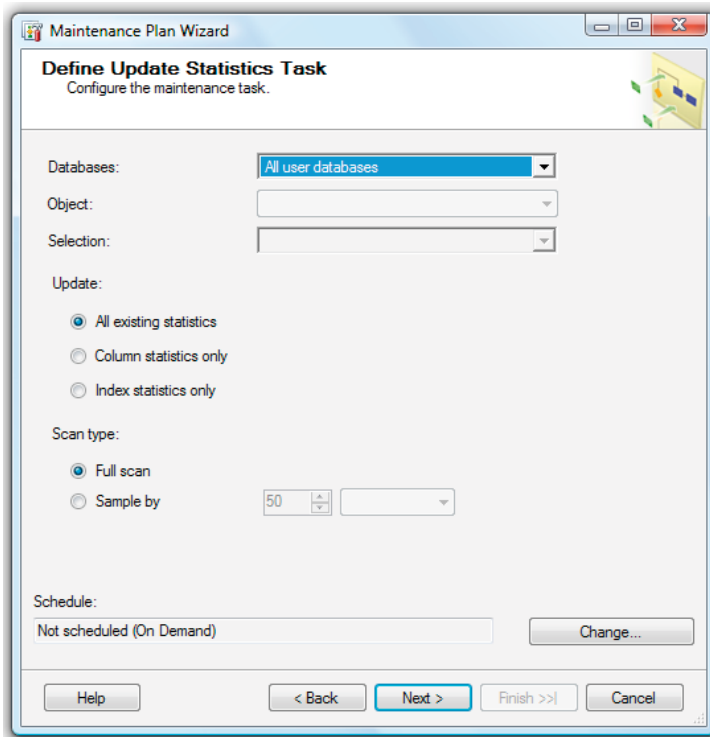 Maintenance Plan Wizard
Define Update Statistics Task
Configure the maintenance task.
Databases: All user databases
Object:
Selection:
Update:
All existing statistics
Column statistics only
Index statistics only
Scan type:
Full scan
Sample by 50
Schedule:
Not scheduled (On Demand) Change...
Help < Back Next > Finish >>| Cancel